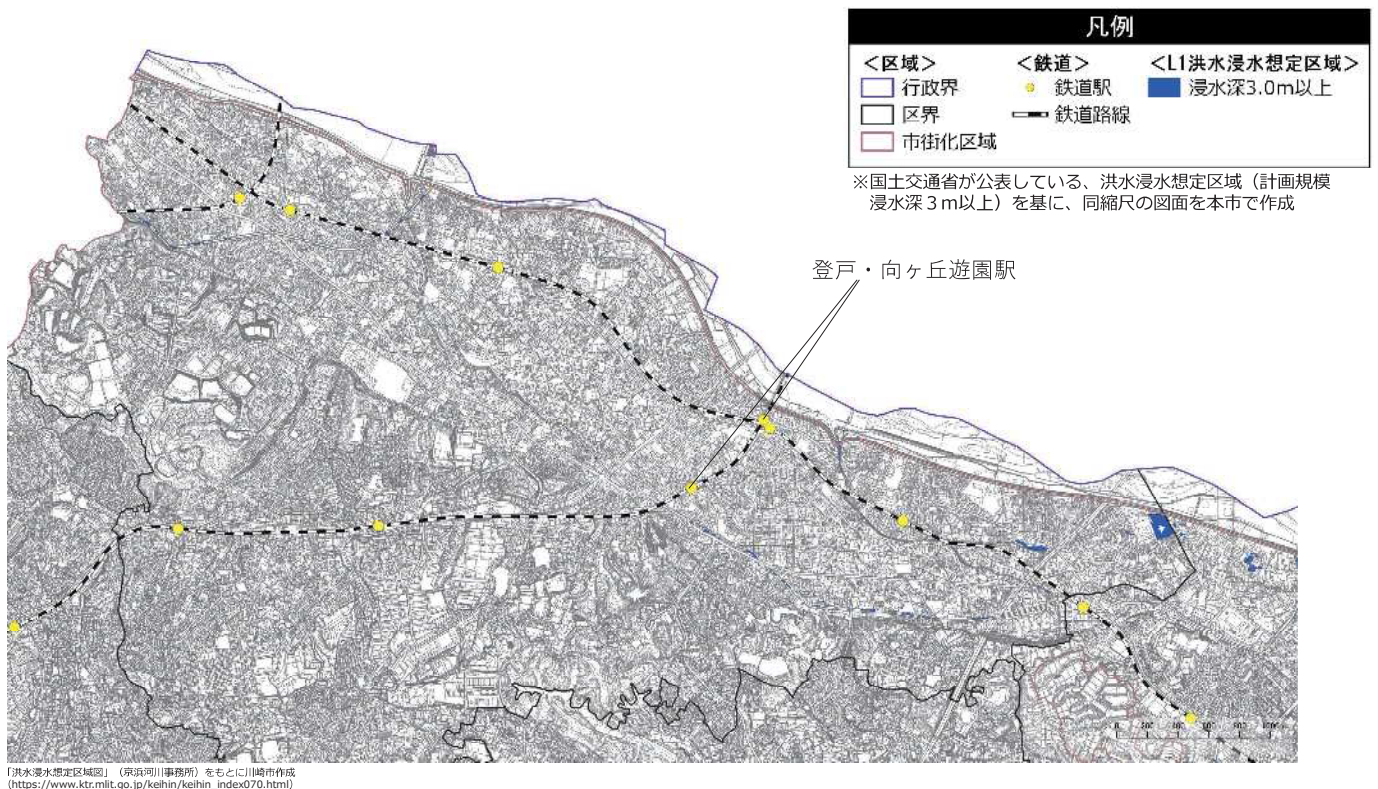 凡例
＜区域＞
行政界
区界
市街化区域
＜鉄道＞
鉄道駅
鉄道路線
＜L1洪水浸水想定区域＞
浸水深3.0m以上
※国土交通省が公表している、洪水浸水想定区域（計画規模
浸水深３ｍ以上）を基に、同縮尺の図面を本市で作成
登戸・向ヶ丘遊園駅
0 200 400 600 800 1000
「洪水浸水想定区域図」（京浜河川事務所）をもとに川崎市作成
(https://www.ktr.mlit.go.jp/keihin/keihin_index070.html)